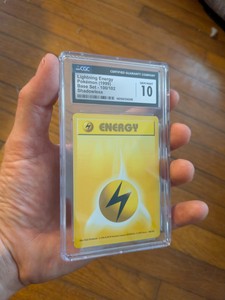 CGC
Lightning Energy
Pokémon (1999)
Base Set - 100/102
Shadowless
10
ENERGY